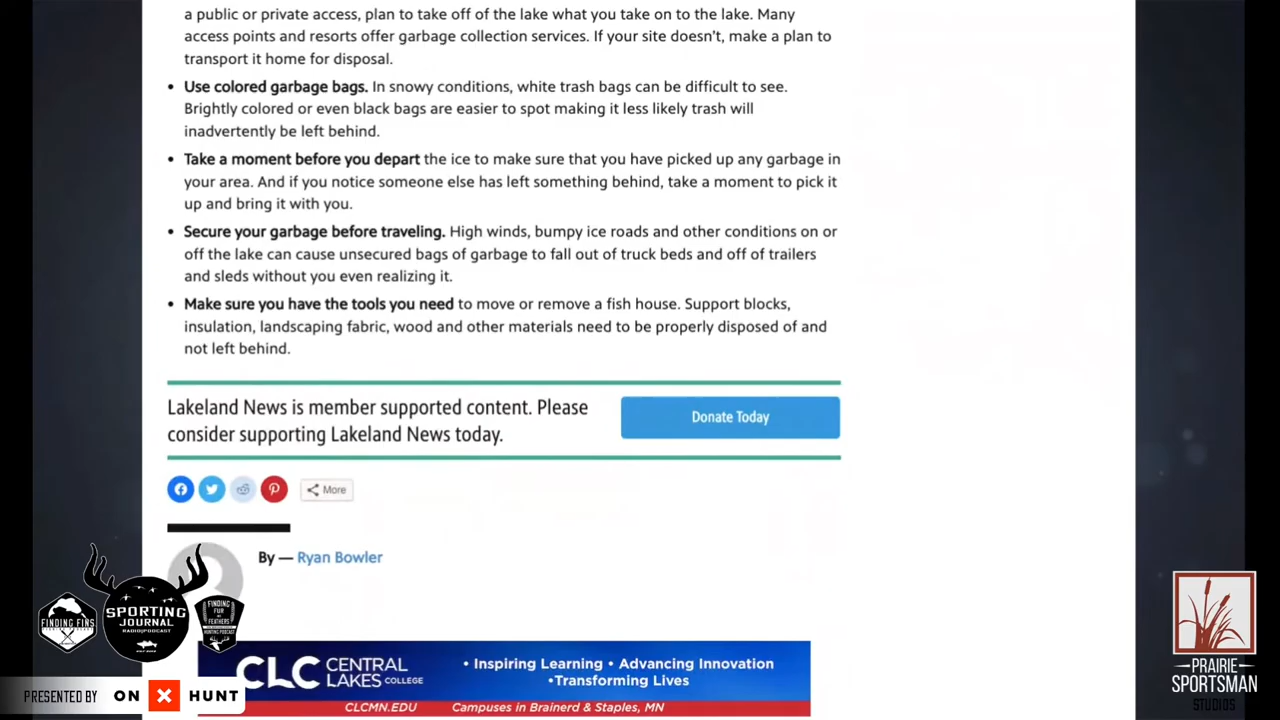 a public or private access, plan to take off of the lake what you take on to the lake. Many
access points and resorts offer garbage collection services. If your site doesn't, make a plan to
transport it home for disposal.
• Use colored garbage bags. In snowy conditions, white trash bags can be difficult to see.
Brightly colored or even black bags are easier to spot making it less likely trash will
inadvertently be left behind.
• Take a moment before you depart the ice to make sure that you have picked up any garbage in
your area. And if you notice someone else has left something behind, take a moment to pick it
up and bring it with you.
• Secure your garbage before traveling. High winds, bumpy ice roads and other conditions on or
off the lake can cause unsecured bags of garbage to fall out of truck beds and off of trailers
and sleds without you even realizing it.
• Make sure you have the tools you need to move or remove a fish house. Support blocks,
insulation, landscaping fabric, wood and other materials need to be properly disposed of and
not left behind.
Lakeland News is member supported content. Please
consider supporting Lakeland News today.
Donate Today
More
By — Ryan Bowler
FINDING FINS
SPORTING
JOURNAL
RADIO|PODCAST
FINDING
FUR
FEATHERS
HUNTING PODCAST
CLC CENTRAL
LAKES COLLEGE
• Inspiring Learning • Advancing Innovation
•Transforming Lives
CLCMN.EDU Campuses in Brainerd & Staples, MN
PRESENTED BY ON X HUNT
PRAIRIE
SPORTSMAN
STUDIOS